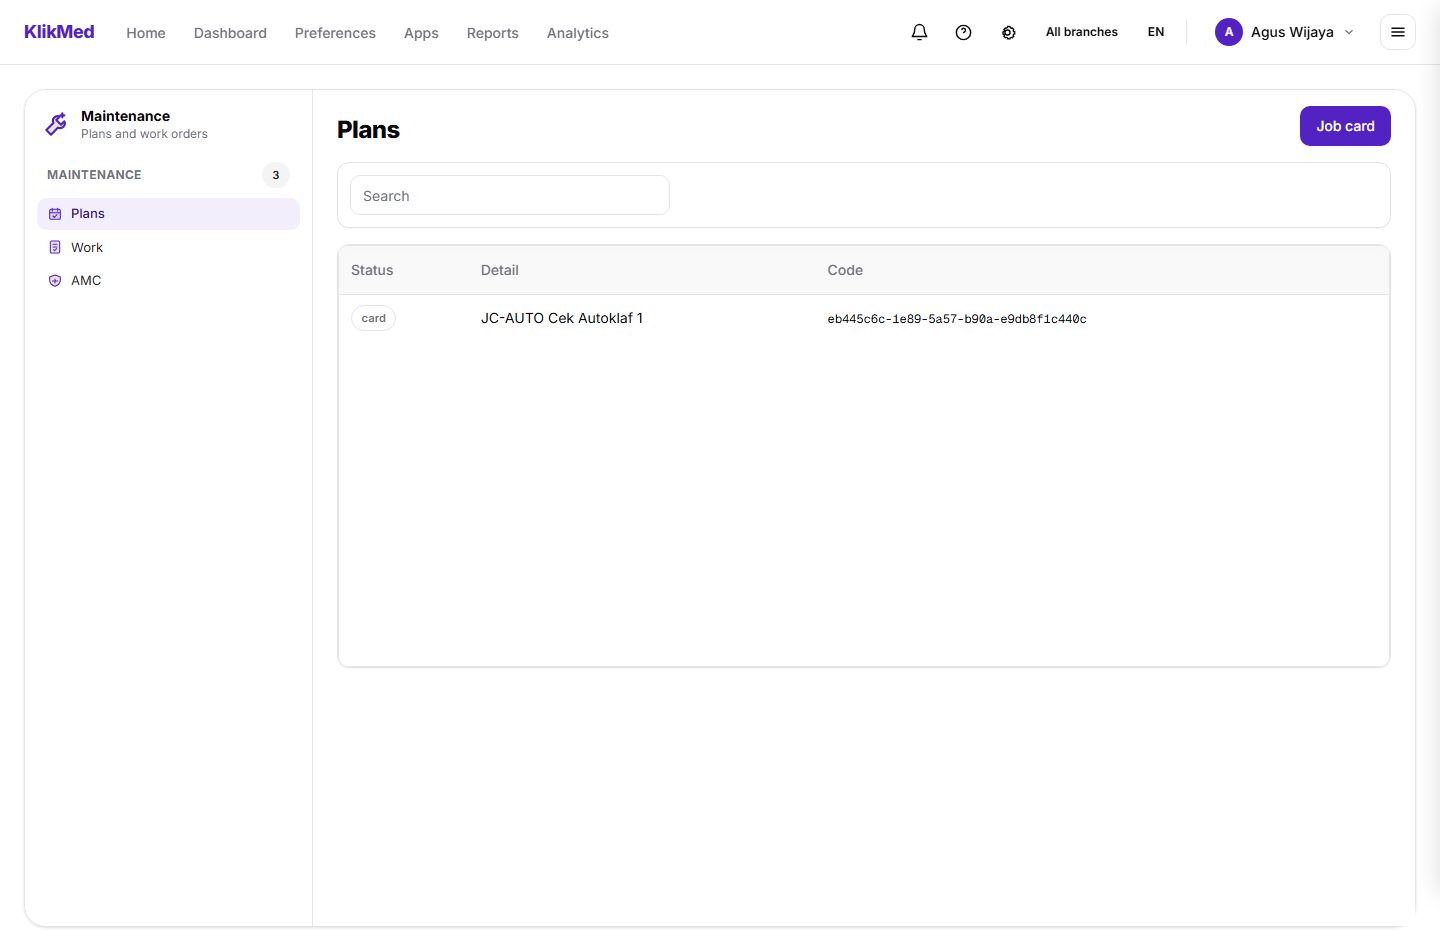 KlikMed
Home
Dashboard
Preferences
Apps
Reports
Analytics
All branches
EN
A
Agus Wijaya
Maintenance
Plans and work orders
MAINTENANCE
3
Plans
Work
AMC
Plans
Job card
Search
Status
Detail
Code
card
JC-AUTO Cek Autoklaf 1
eb445c6c-1e89-5a57-b90a-e9db8f1c440c